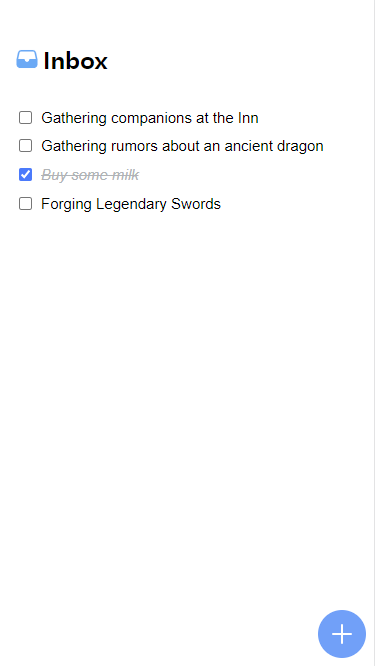 Inbox
Gathering companions at the Inn
Gathering rumors about an ancient dragon
Buy some milk
Forging Legendary Swords